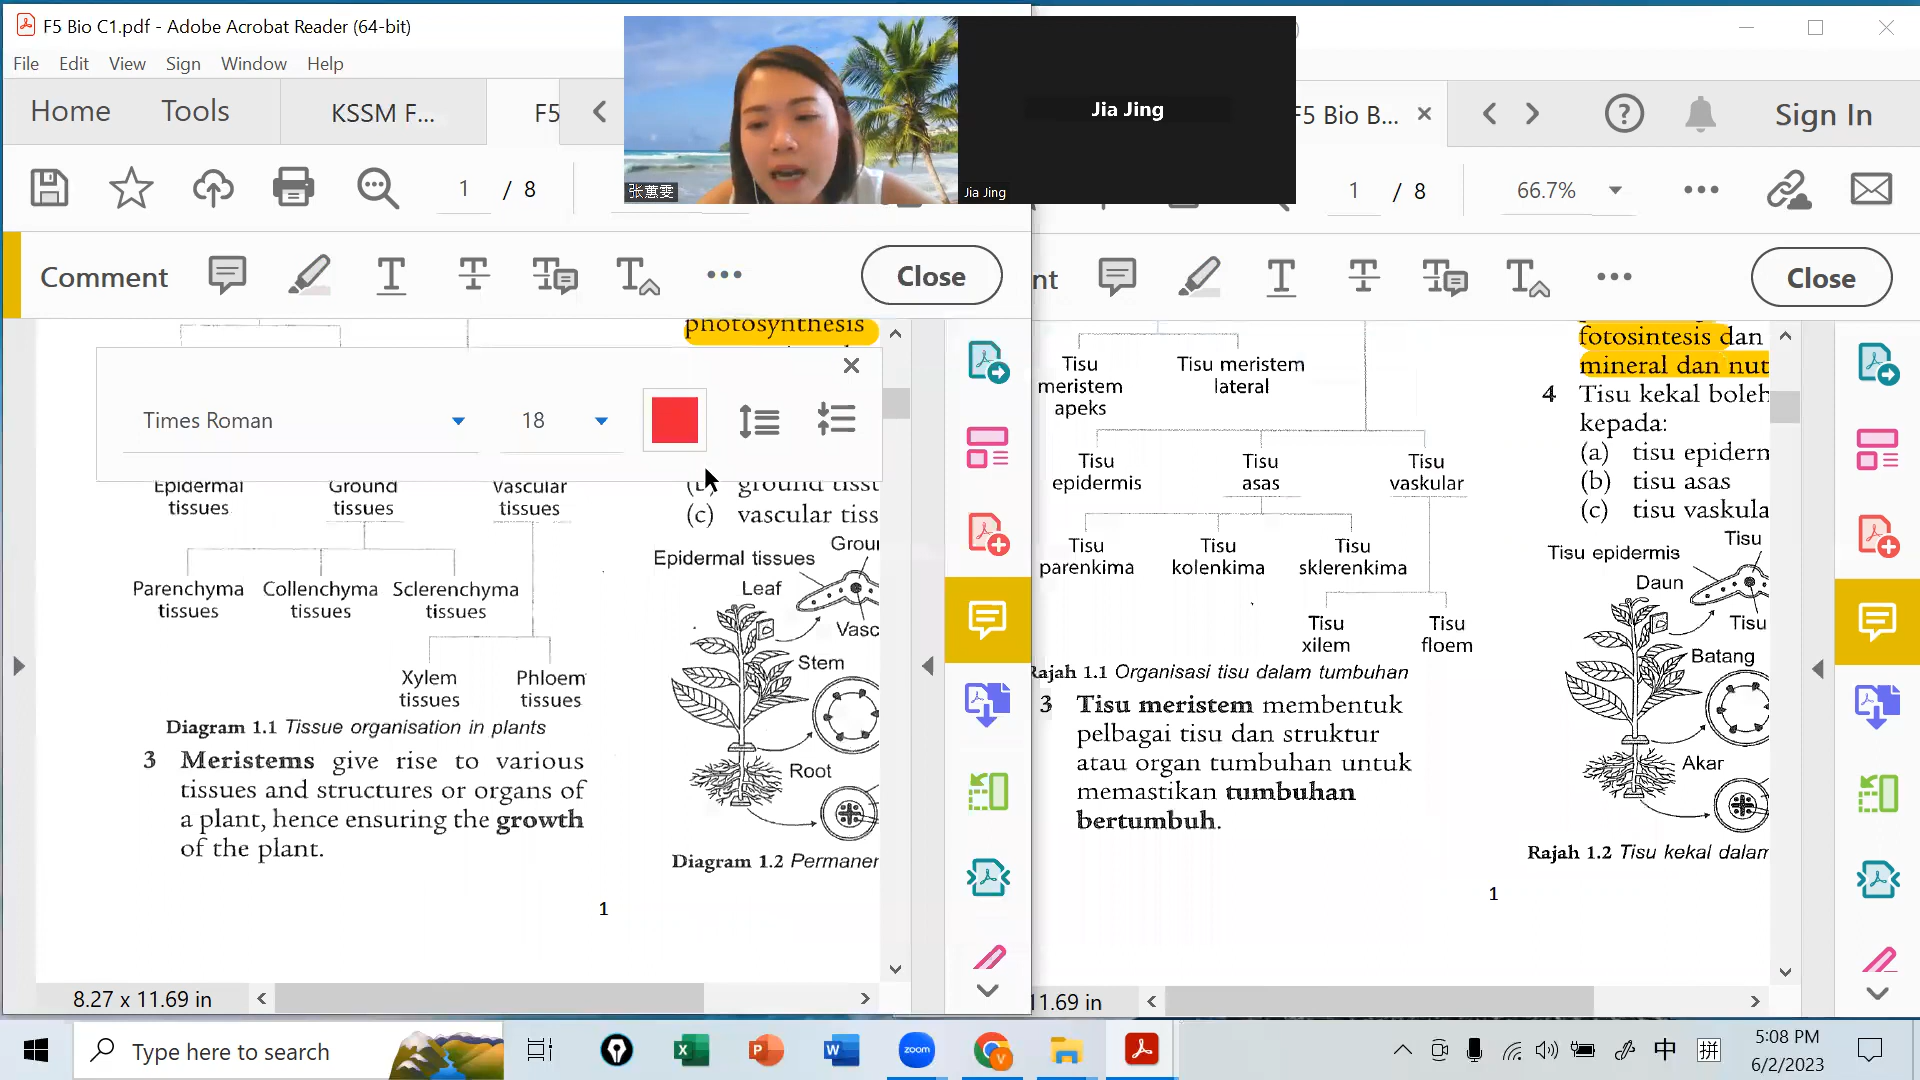 F5 Bio C1.pdf - Adobe Acrobat Reader (64-bit)
File Edit View Sign Window Help
Home Tools KSSM F... F5
1 / 8
Comment
Close
张蕙雯
Jia Jing
Jia Jing
F5 Bio B...
Sign In
1 / 8
66.7%
nt
Close
photosynthesis
Times Roman
18
Epidermal
tissues
Ground
tissues
Vascular
tissues
ground tissu
(c) vascular tiss
Parenchyma
tissues
Collenchyma
tissues
Sclerenchyma
tissues
Xylem
tissues
Phloem
tissues
Diagram 1.1 Tissue organisation in plants
3 Meristems give rise to various
tissues and structures or organs of
a plant, hence ensuring the growth
of the plant.
Epidermal tissues
Grour
Leaf
Vasc
Stem
Root
Diagram 1.2 Permaner
1
8.27 x 11.69 in
Tisu
meristem
apeks
Tisu meristem
lateral
Tisu
epidermis
Tisu
asas
Tisu
vaskular
Tisu
parenkima
Tisu
kolenkima
Tisu
sklerenkima
Tisu
xilem
Tisu
floem
Rajah 1.1 Organisasi tisu dalam tumbuhan
3 Tisu meristem membentuk
pelbagai tisu dan struktur
atau organ tumbuhan untuk
memastikan tumbuhan
bertumbuh.
fotosintesis dan
mineral dan nut
4 Tisu kekal boleh
kepada:
(a) tisu epiderm
(b) tisu asas
(c) tisu vaskula
Tisu epidermis
Tisu
Daun
Tisu
Batang
Akar
Rajah 1.2 Tisu kekal dalam
1
11.69 in
Type here to search
zoom
中
拼
5:08 PM
6/2/2023